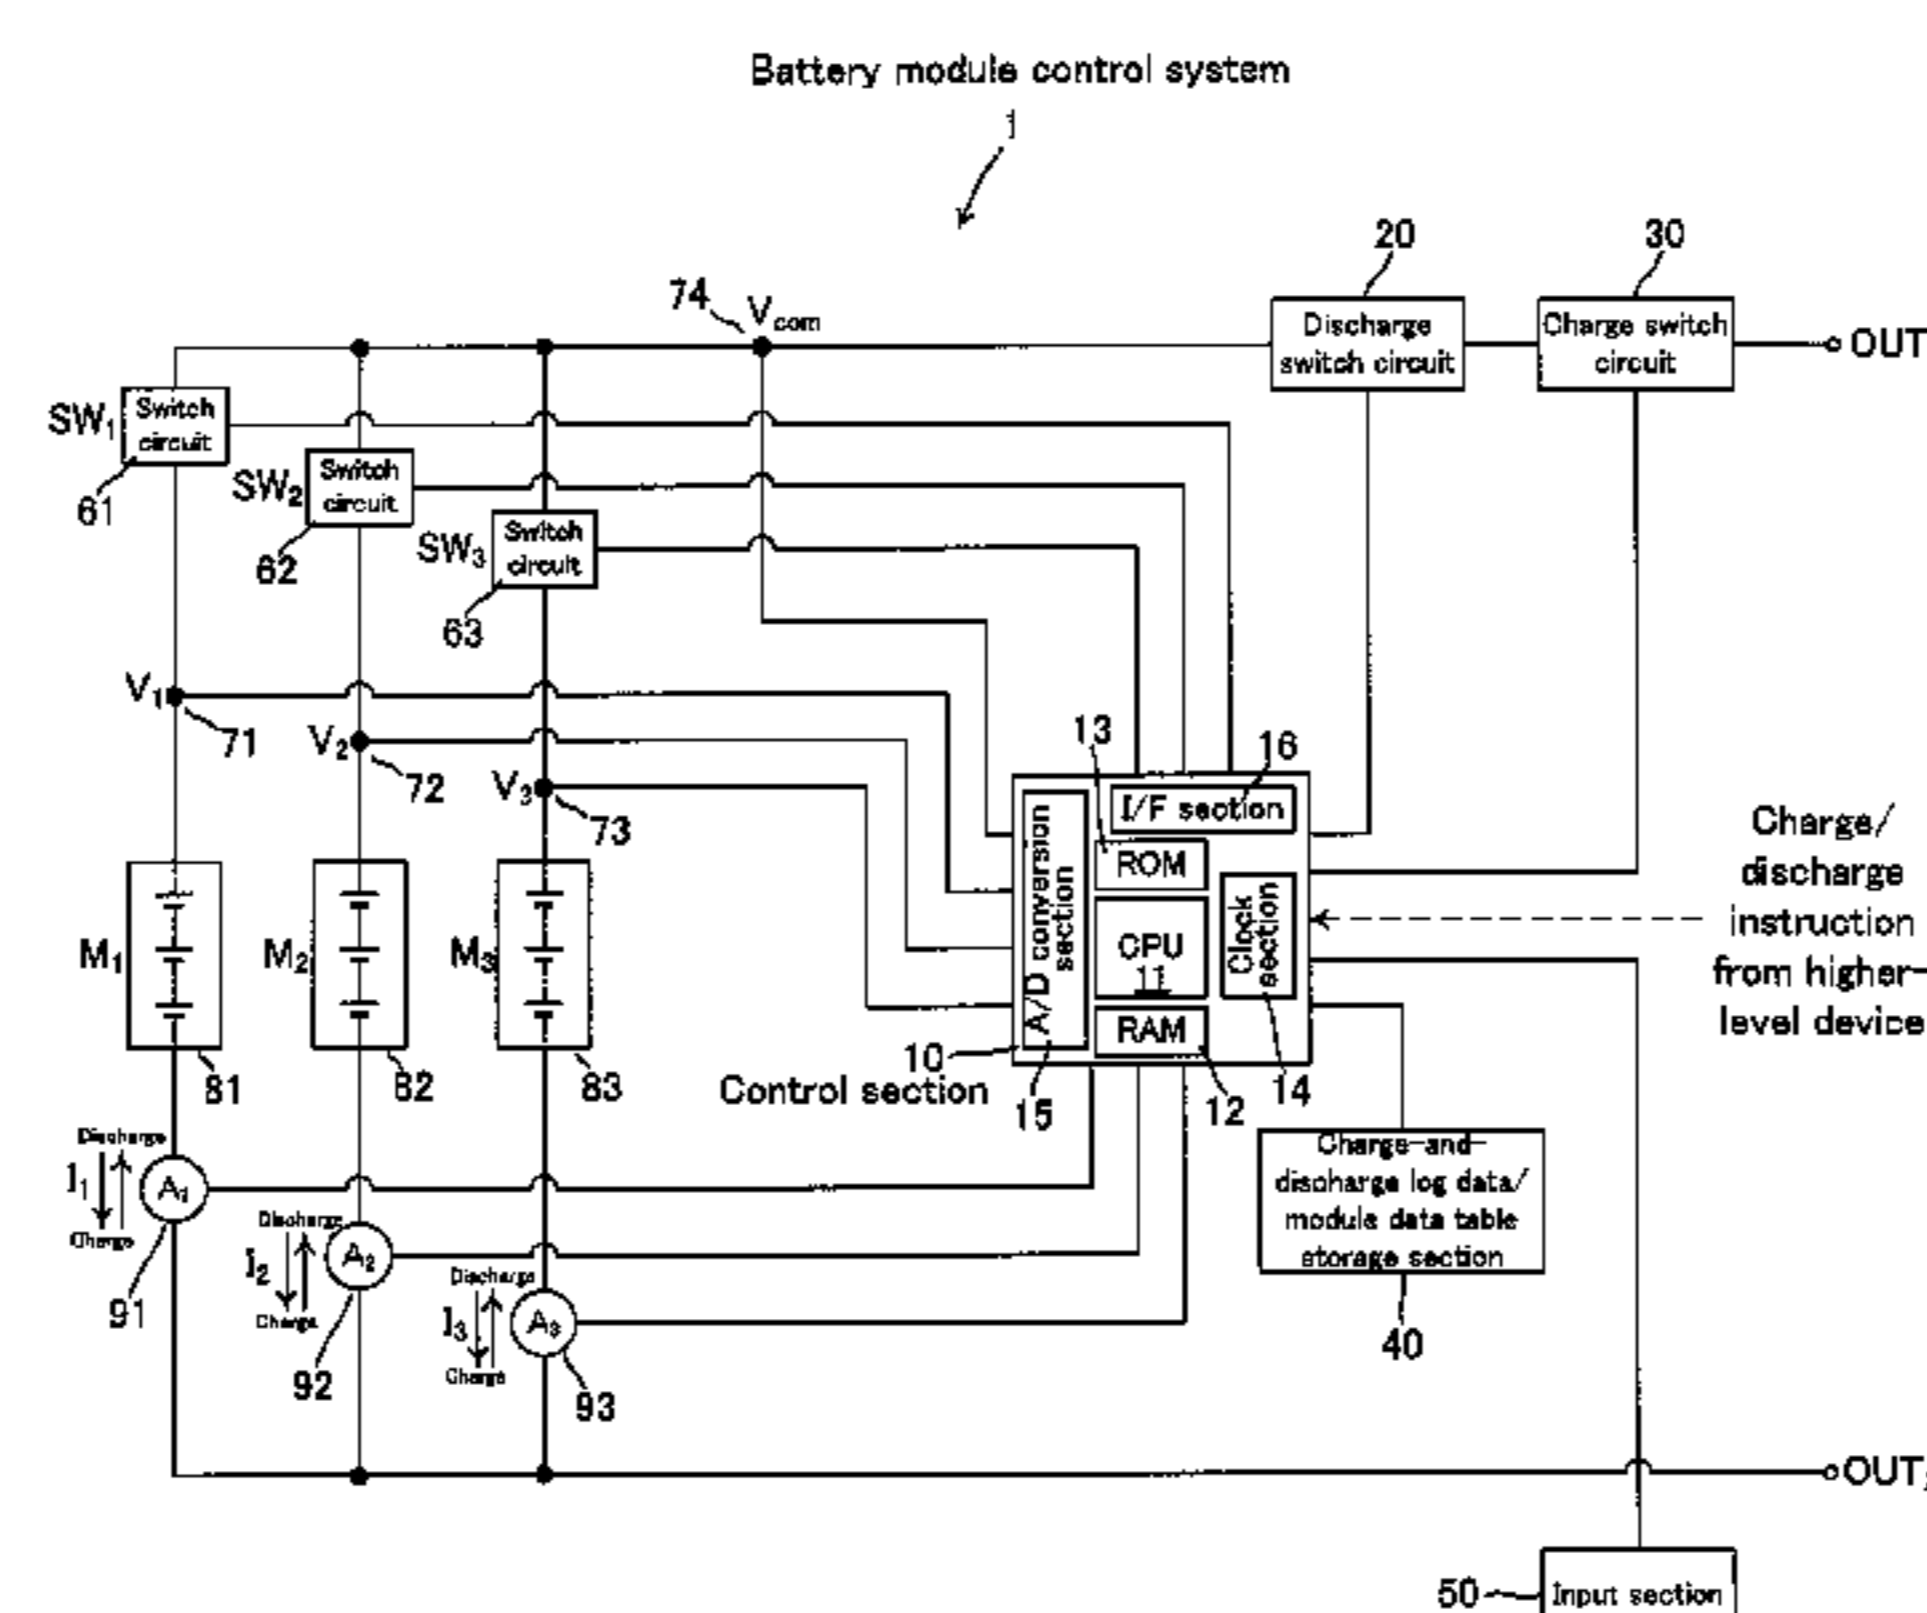 Battery module control system
1
20
30
74
Vcom
Discharge
switch circuit
Charge switch
circuit
OUT
SW1
Switch
circuit
61
SW2
Switch
circuit
62
SW3
Switch
circuit
63
V1
71
V2
72
V3
73
13
16
I/F section
ROM
A/D conversion
section
CPU
11
Clock
section
RAM
10
Control section
15
12
14
Charge/
discharge
instruction
from higher-
level device
M1
M2
M3
81
82
83
Discharge
I1
A1
Charge
91
Discharge
I2
A2
Charge
92
Discharge
I3
A3
Charge
93
Charge-and-
discharge log data/
module data table
storage section
40
OUT2
50
Input section